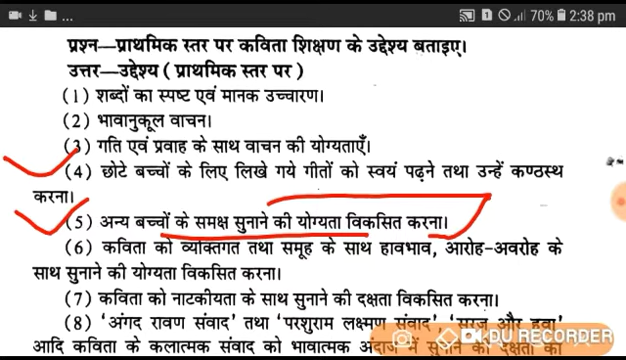 70% 2:38 pm
प्रश्न—प्राथमिक स्तर पर कविता शिक्षण के उद्देश्य बताइए।
उत्तर—उद्देश्य ( प्राथमिक स्तर पर )
(1) शब्दों का स्पष्ट एवं मानक उच्चारण।
(2) भावानुकूल वाचन।
(3) गति एवं प्रवाह के साथ वाचन की योग्यताएँ।
(4) छोटे बच्चों के लिए लिखे गये गीतों को स्वयं पढ़ने तथा उन्हें कण्ठस्थ
करना।
(5) अन्य बच्चों के समक्ष सुनाने की योग्यता विकसित करना।
(6) कविता को व्यक्तिगत तथा समूह के साथ हावभाव, आरोह-अवरोह के
साथ सुनाने की योग्यता विकसित करना।
(7) कविता को नाटकीयता के साथ सुनाने की दक्षता विकसित करना।
(8) 'अंगद रावण संवाद' तथा 'परशुराम लक्ष्मण संवाद' और हवा'
आदि कविता के कलात्मक संवाद को भावात्मक अंदाज में सुनाने की दक्षता का
DU RECORDER